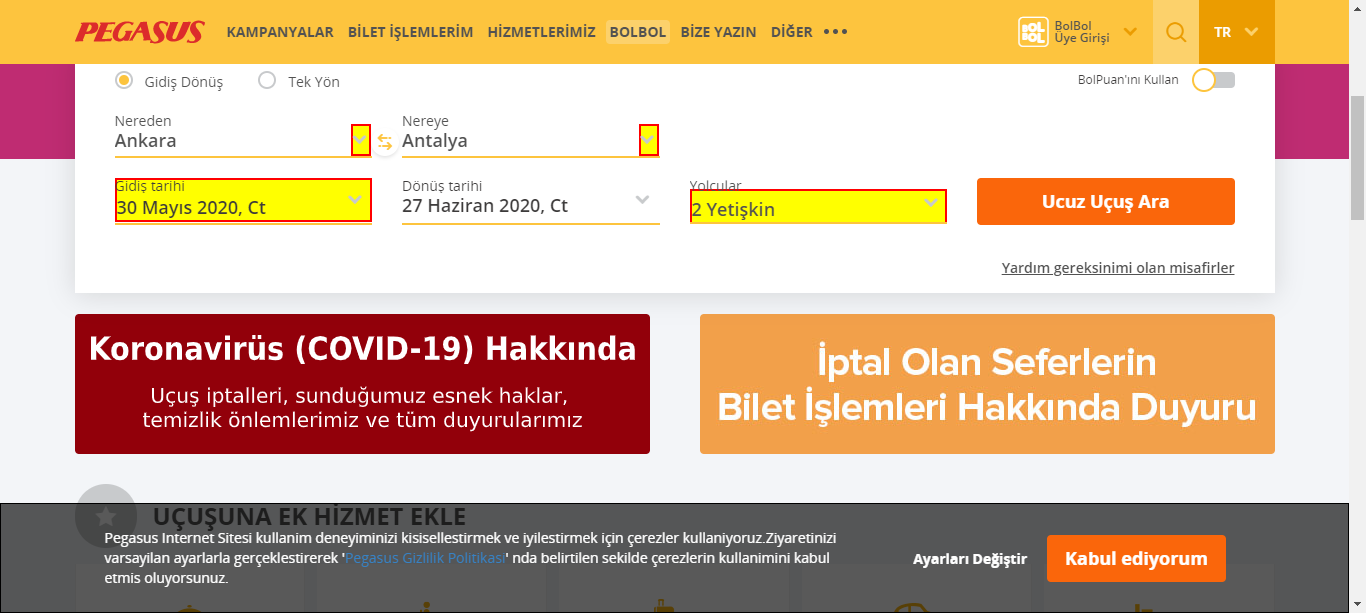 PEGASUS KAMPANYALAR BİLET İŞLEMLERİM HİZMETLERİMİZ BOLBOL BİZE YAZIN DİĞER ••• BOL BOL BolBol Üye Girişi TR
Gidiş Dönüş Tek Yön BolPuan'ını Kullan
Nereden Nereye
Ankara Antalya
Gidiş tarihi Dönüş tarihi Yolcular
30 Mayıs 2020, Ct 27 Haziran 2020, Ct 2 Yetişkin Ucuz Uçuş Ara
Yardım gereksinimi olan misafirler
Koronavirüs (COVID-19) Hakkında
Uçuş iptalleri, sunduğumuz esnek haklar,
temizlik önlemlerimiz ve tüm duyurularımız
İptal Olan Seferlerin
Bilet İşlemleri Hakkında Duyuru
UÇUŞUNA EK HİZMET EKLE
Pegasus Internet Sitesi kullanim deneyiminizi kisisellestirmek ve iyilestirmek için çerezler kullaniyoruz.Ziyaretinizi
varsayilan ayarlarla gerçeklestirerek 'Pegasus Gizlilik Politikasi' nda belirtilen sekilde çerezlerin kullanimini kabul
etmis oluyorsunuz.
Ayarları Değiştir Kabul ediyorum